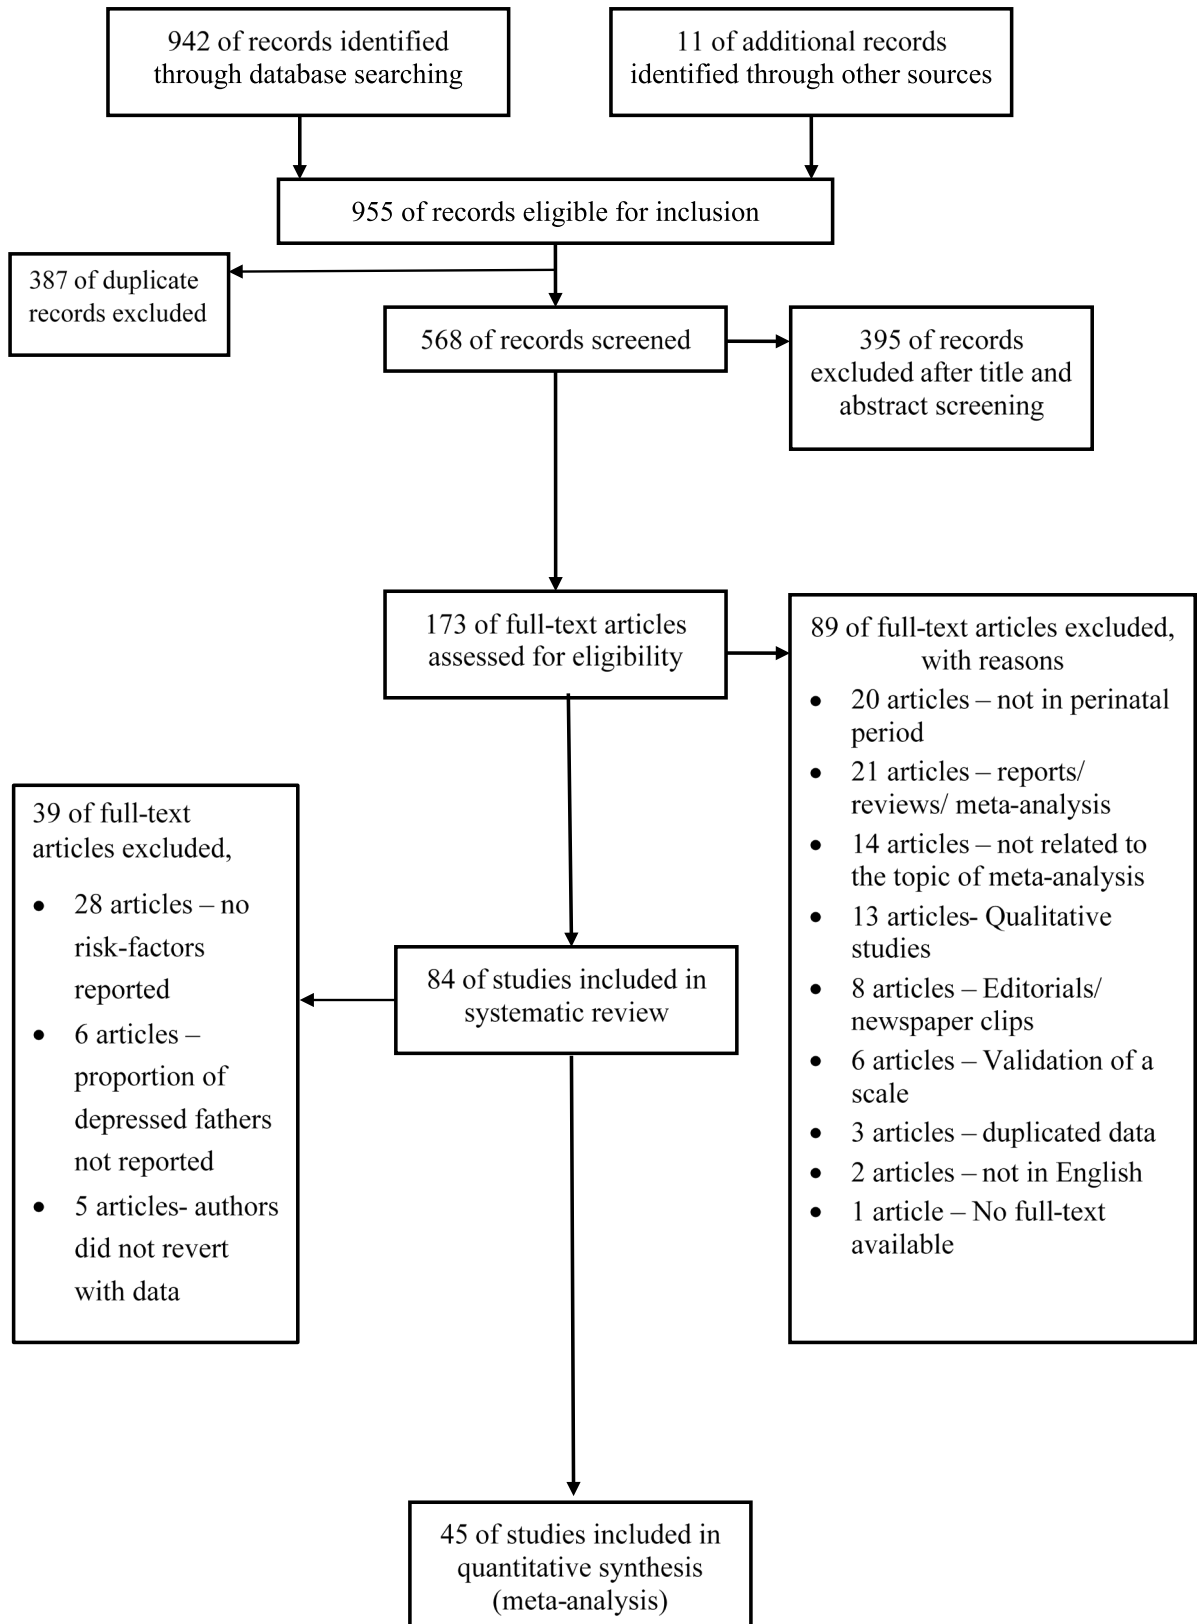 942 of records identified
through database searching
11 of additional records
identified through other sources
955 of records eligible for inclusion
387 of duplicate
records excluded
568 of records screened
395 of records
excluded after title and
abstract screening
173 of full-text articles
assessed for eligibility
89 of full-text articles excluded,
with reasons
• 20 articles – not in perinatal
period
• 21 articles – reports/
reviews/ meta-analysis
• 14 articles – not related to
the topic of meta-analysis
• 13 articles- Qualitative
studies
• 8 articles – Editorials/
newspaper clips
• 6 articles – Validation of a
scale
• 3 articles – duplicated data
• 2 articles – not in English
• 1 article – No full-text
available
39 of full-text
articles excluded,
• 28 articles – no
risk-factors
reported
• 6 articles –
proportion of
depressed fathers
not reported
• 5 articles- authors
did not revert
with data
84 of studies included in
systematic review
45 of studies included in
quantitative synthesis
(meta-analysis)